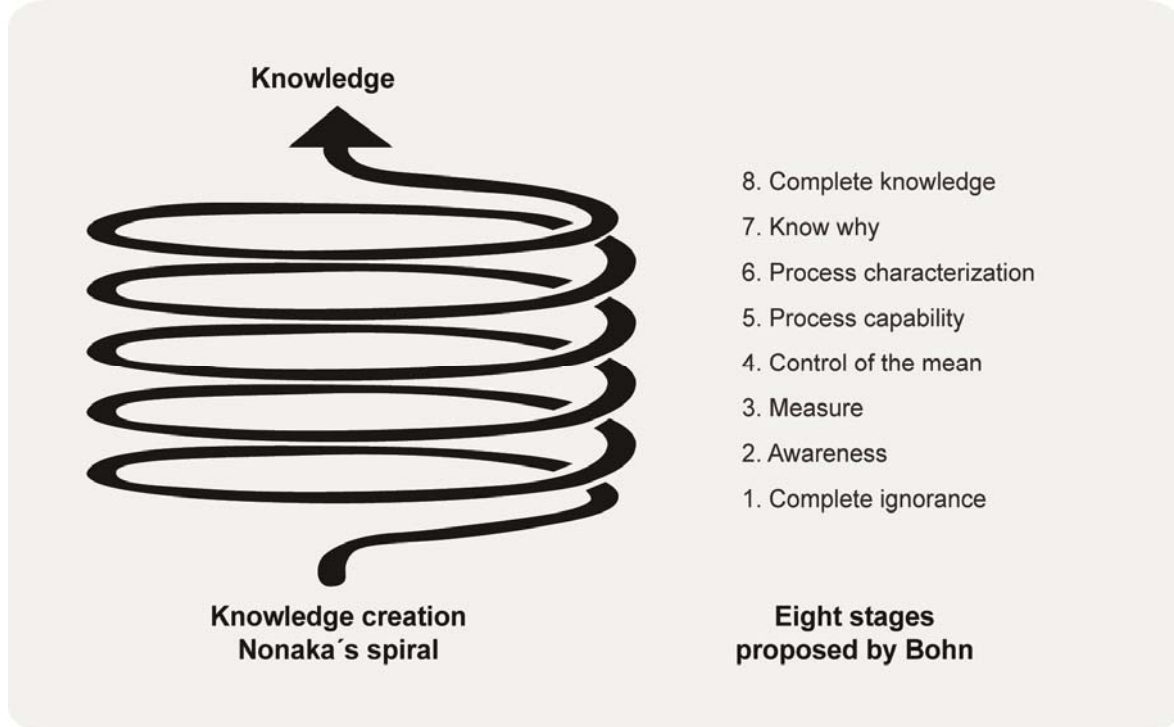 Knowledge
8. Complete knowledge
7. Know why
6. Process characterization
5. Process capability
4. Control of the mean
3. Measure
2. Awareness
1. Complete ignorance
Knowledge creation
Nonaka´s spiral
Eight stages
proposed by Bohn